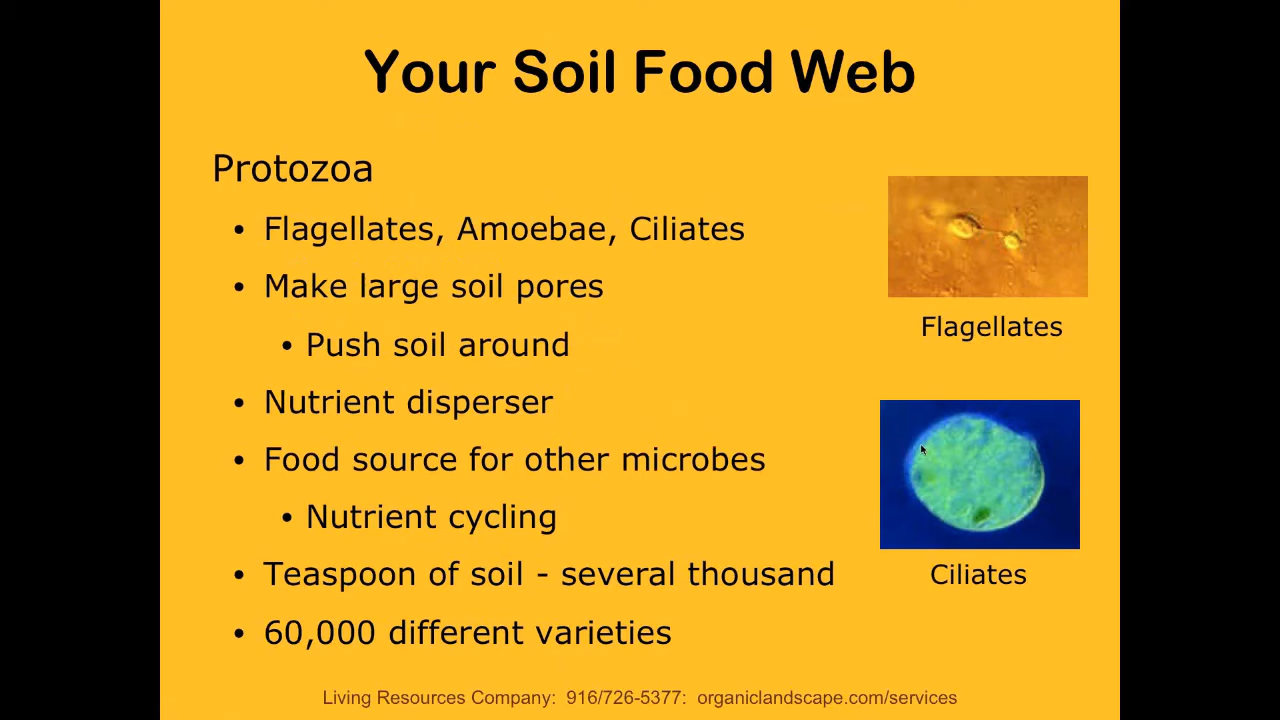 Your Soil Food Web
Protozoa
• Flagellates, Amoebae, Ciliates
• Make large soil pores
• Push soil around
• Nutrient disperser
• Food source for other microbes
• Nutrient cycling
• Teaspoon of soil - several thousand
• 60,000 different varieties
Flagellates
Ciliates
Living Resources Company: 916/726-5377: organiclandscape.com/services